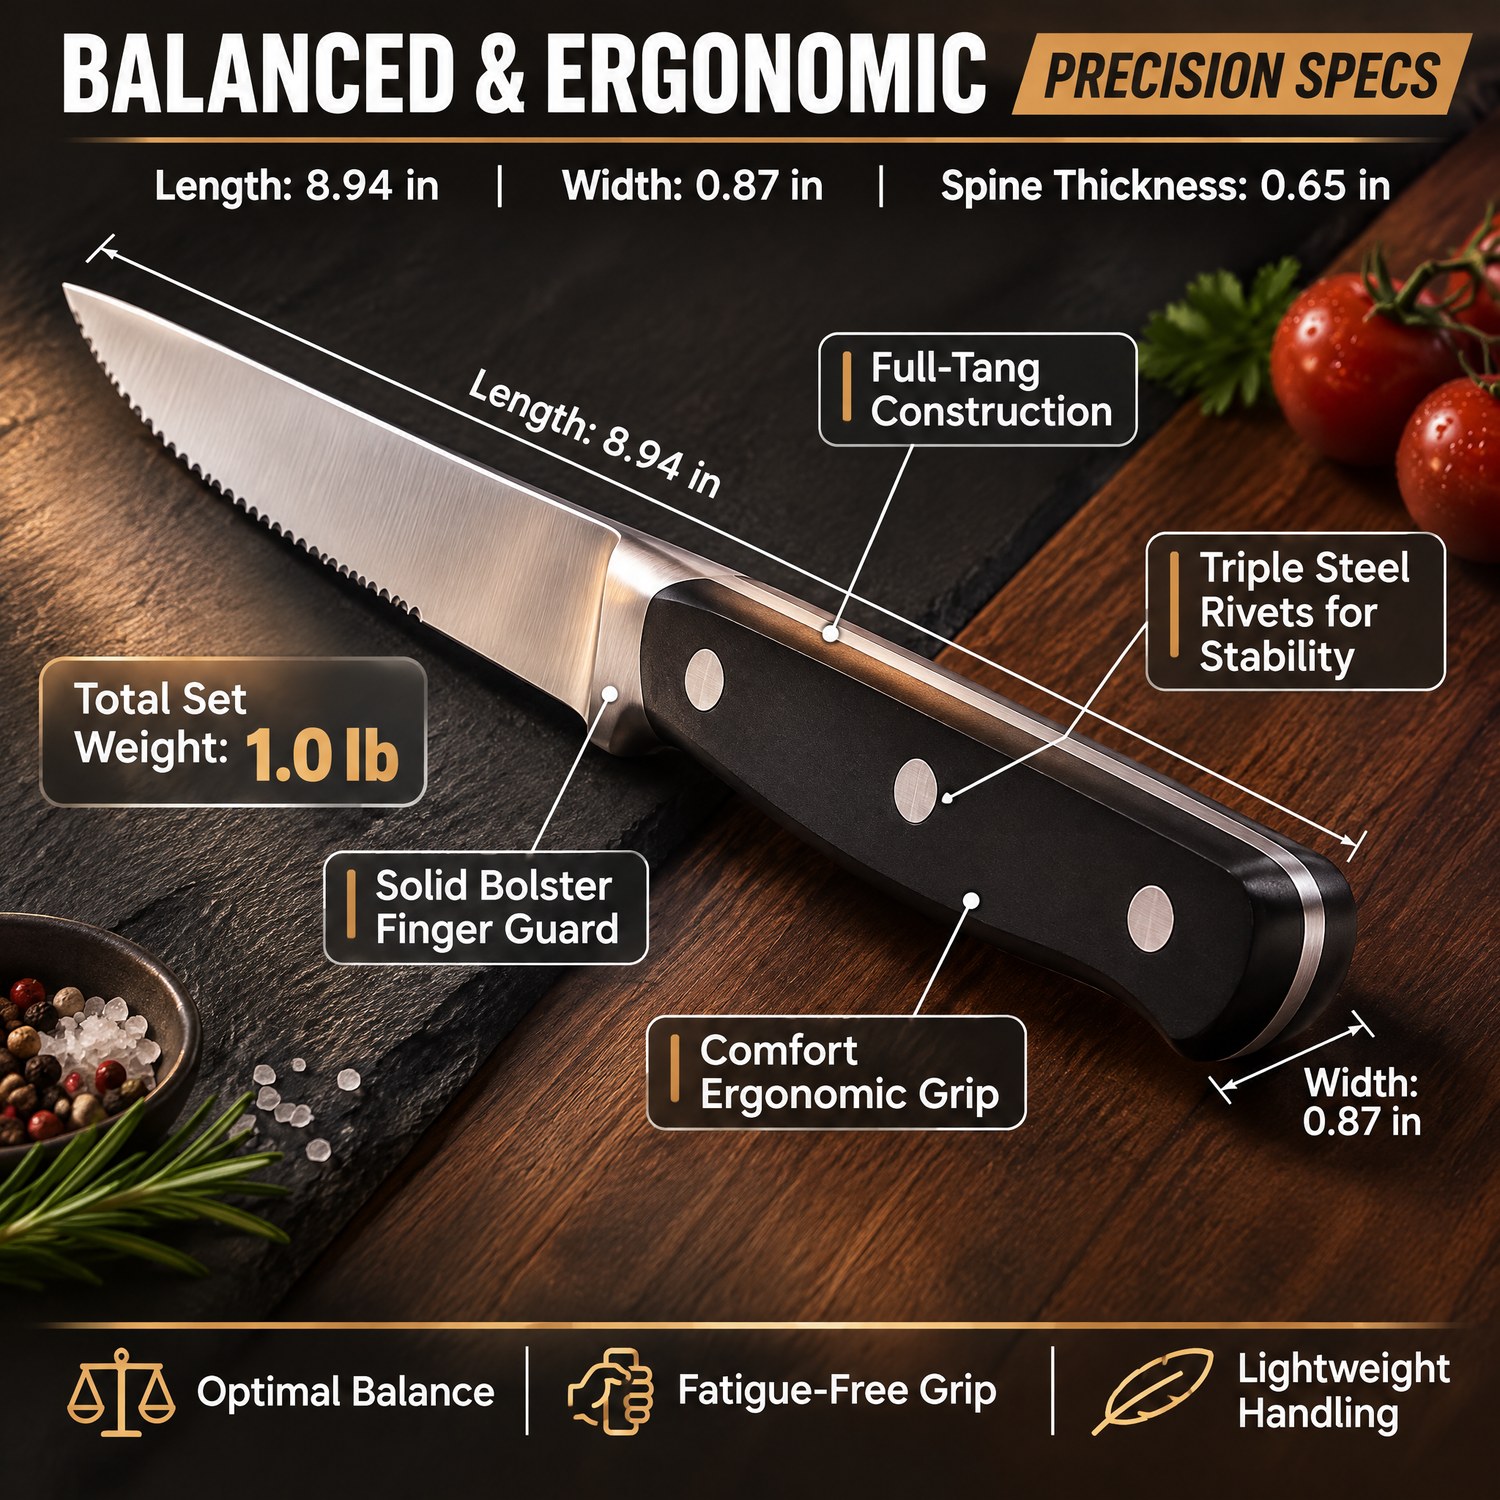 BALANCED & ERGONOMIC PRECISION SPECS
Length: 8.94 in | Width: 0.87 in | Spine Thickness: 0.65 in
Length: 8.94 in
Full-Tang
Construction
Triple Steel
Rivets for
Stability
Total Set
Weight: 1.0 lb
Solid Bolster
Finger Guard
Comfort
Ergonomic Grip
Width:
0.87 in
Optimal Balance
Fatigue-Free Grip
Lightweight
Handling